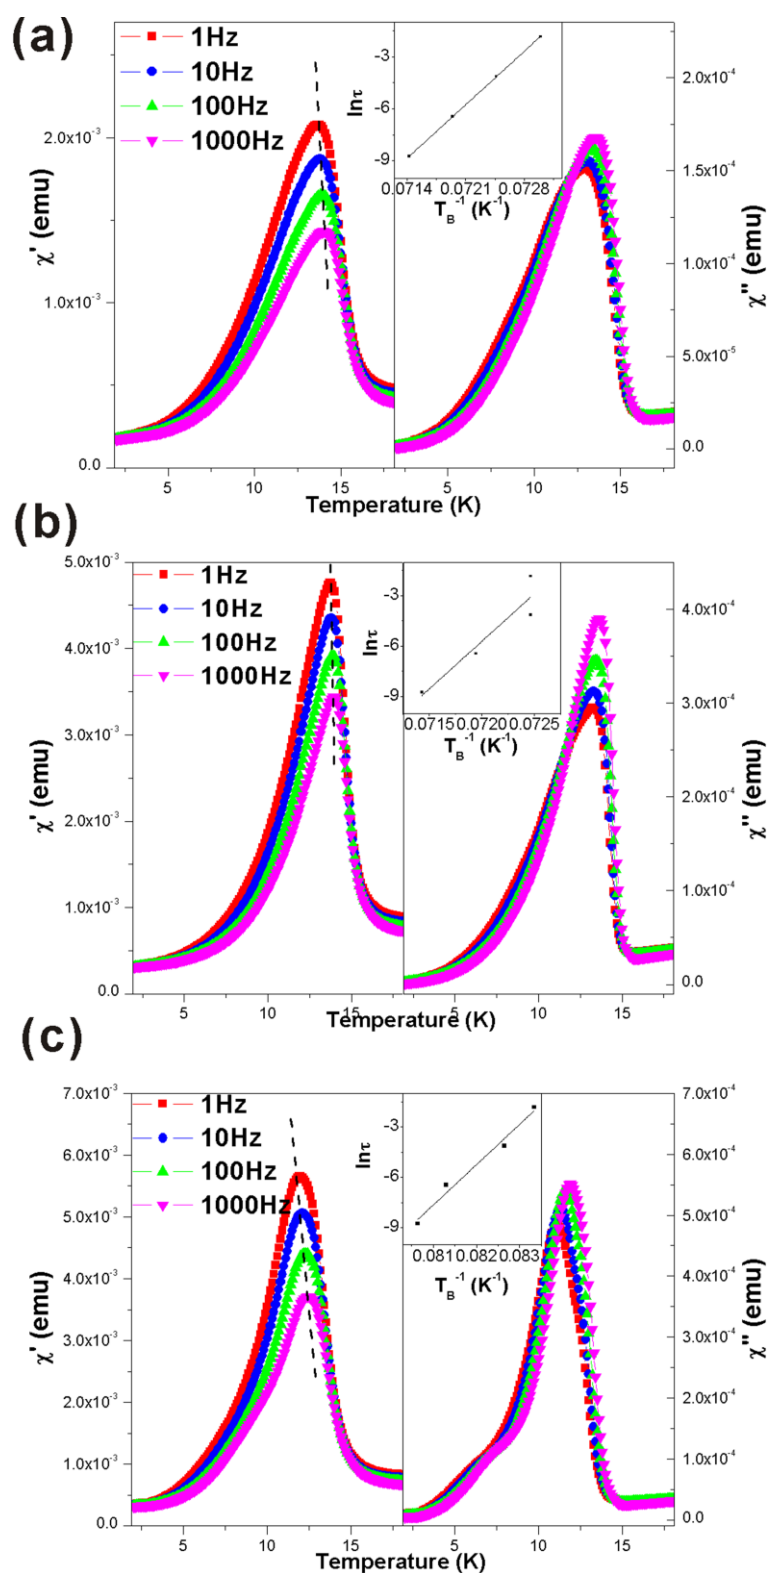 (a)
1Hz
10Hz
100Hz
1000Hz
χ' (emu)
2.0x10⁻³
1.0x10⁻³
0.0
5 10 15
lnτ
-3
-6
-9
0.0714 0.0721 0.0728
T_B⁻¹ (K⁻¹)
2.0x10⁻⁴
1.5x10⁻⁴
1.0x10⁻⁴
5.0x10⁻⁵
0.0
χ'' (emu)
5 10 15
Temperature (K)
(b)
1Hz
10Hz
100Hz
1000Hz
χ' (emu)
5.0x10⁻³
4.0x10⁻³
3.0x10⁻³
2.0x10⁻³
1.0x10⁻³
0.0
5 10 15
lnτ
-3
-6
-9
0.0715 0.0720 0.0725
T_B⁻¹ (K⁻¹)
4.0x10⁻⁴
3.0x10⁻⁴
2.0x10⁻⁴
1.0x10⁻⁴
0.0
χ'' (emu)
5 10 15
Temperature (K)
(c)
1Hz
10Hz
100Hz
1000Hz
χ' (emu)
7.0x10⁻³
6.0x10⁻³
5.0x10⁻³
4.0x10⁻³
3.0x10⁻³
2.0x10⁻³
1.0x10⁻³
0.0
5 10 15
lnτ
-3
-6
-9
0.081 0.082 0.083
T_B⁻¹ (K⁻¹)
7.0x10⁻⁴
6.0x10⁻⁴
5.0x10⁻⁴
4.0x10⁻⁴
3.0x10⁻⁴
2.0x10⁻⁴
1.0x10⁻⁴
0.0
χ'' (emu)
5 10 15
Temperature (K)